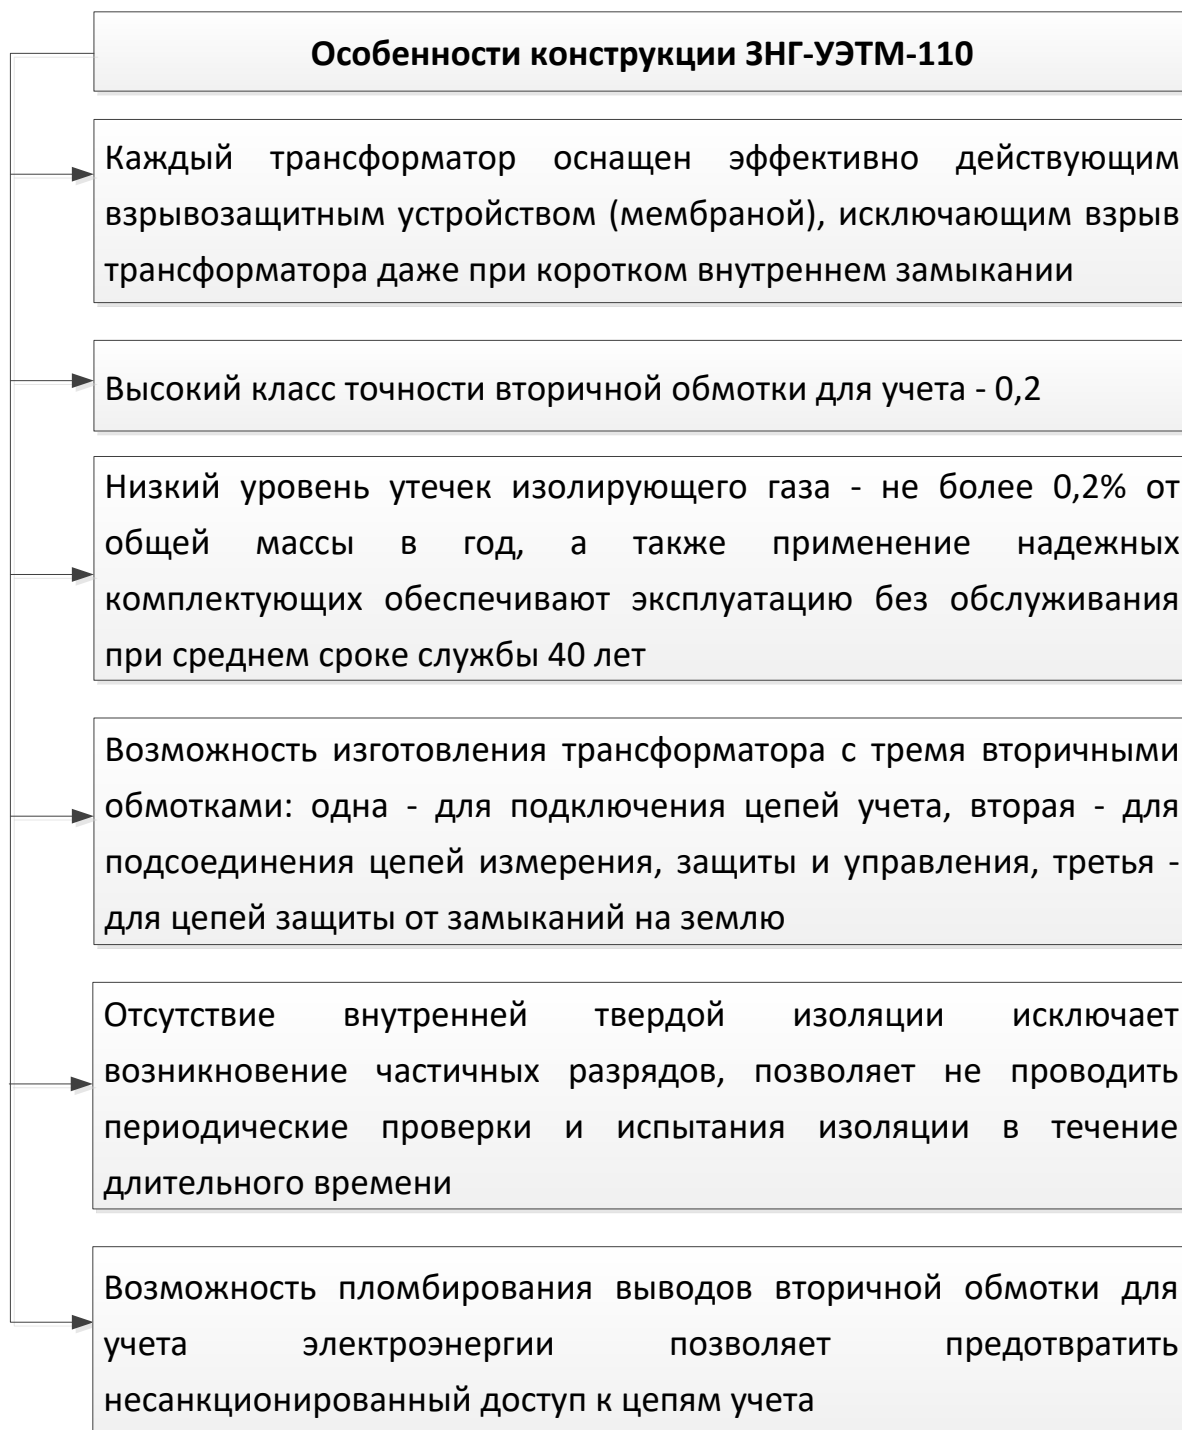 Особенности конструкции ЗНГ-УЭТМ-110
Каждый трансформатор оснащен эффективно действующим
взрывозащитным устройством (мембраной), исключающим взрыв
трансформатора даже при коротком внутреннем замыкании
Высокий класс точности вторичной обмотки для учета - 0,2
Низкий уровень утечек изолирующего газа - не более 0,2% от
общей массы в год, а также применение надежных
комплектующих обеспечивают эксплуатацию без обслуживания
при среднем сроке службы 40 лет
Возможность изготовления трансформатора с тремя вторичными
обмотками: одна - для подключения цепей учета, вторая - для
подсоединения цепей измерения, защиты и управления, третья -
для цепей защиты от замыканий на землю
Отсутствие внутренней твердой изоляции исключает
возникновение частичных разрядов, позволяет не проводить
периодические проверки и испытания изоляции в течение
длительного времени
Возможность пломбирования выводов вторичной обмотки для
учета электроэнергии позволяет предотвратить
несанкционированный доступ к цепям учета